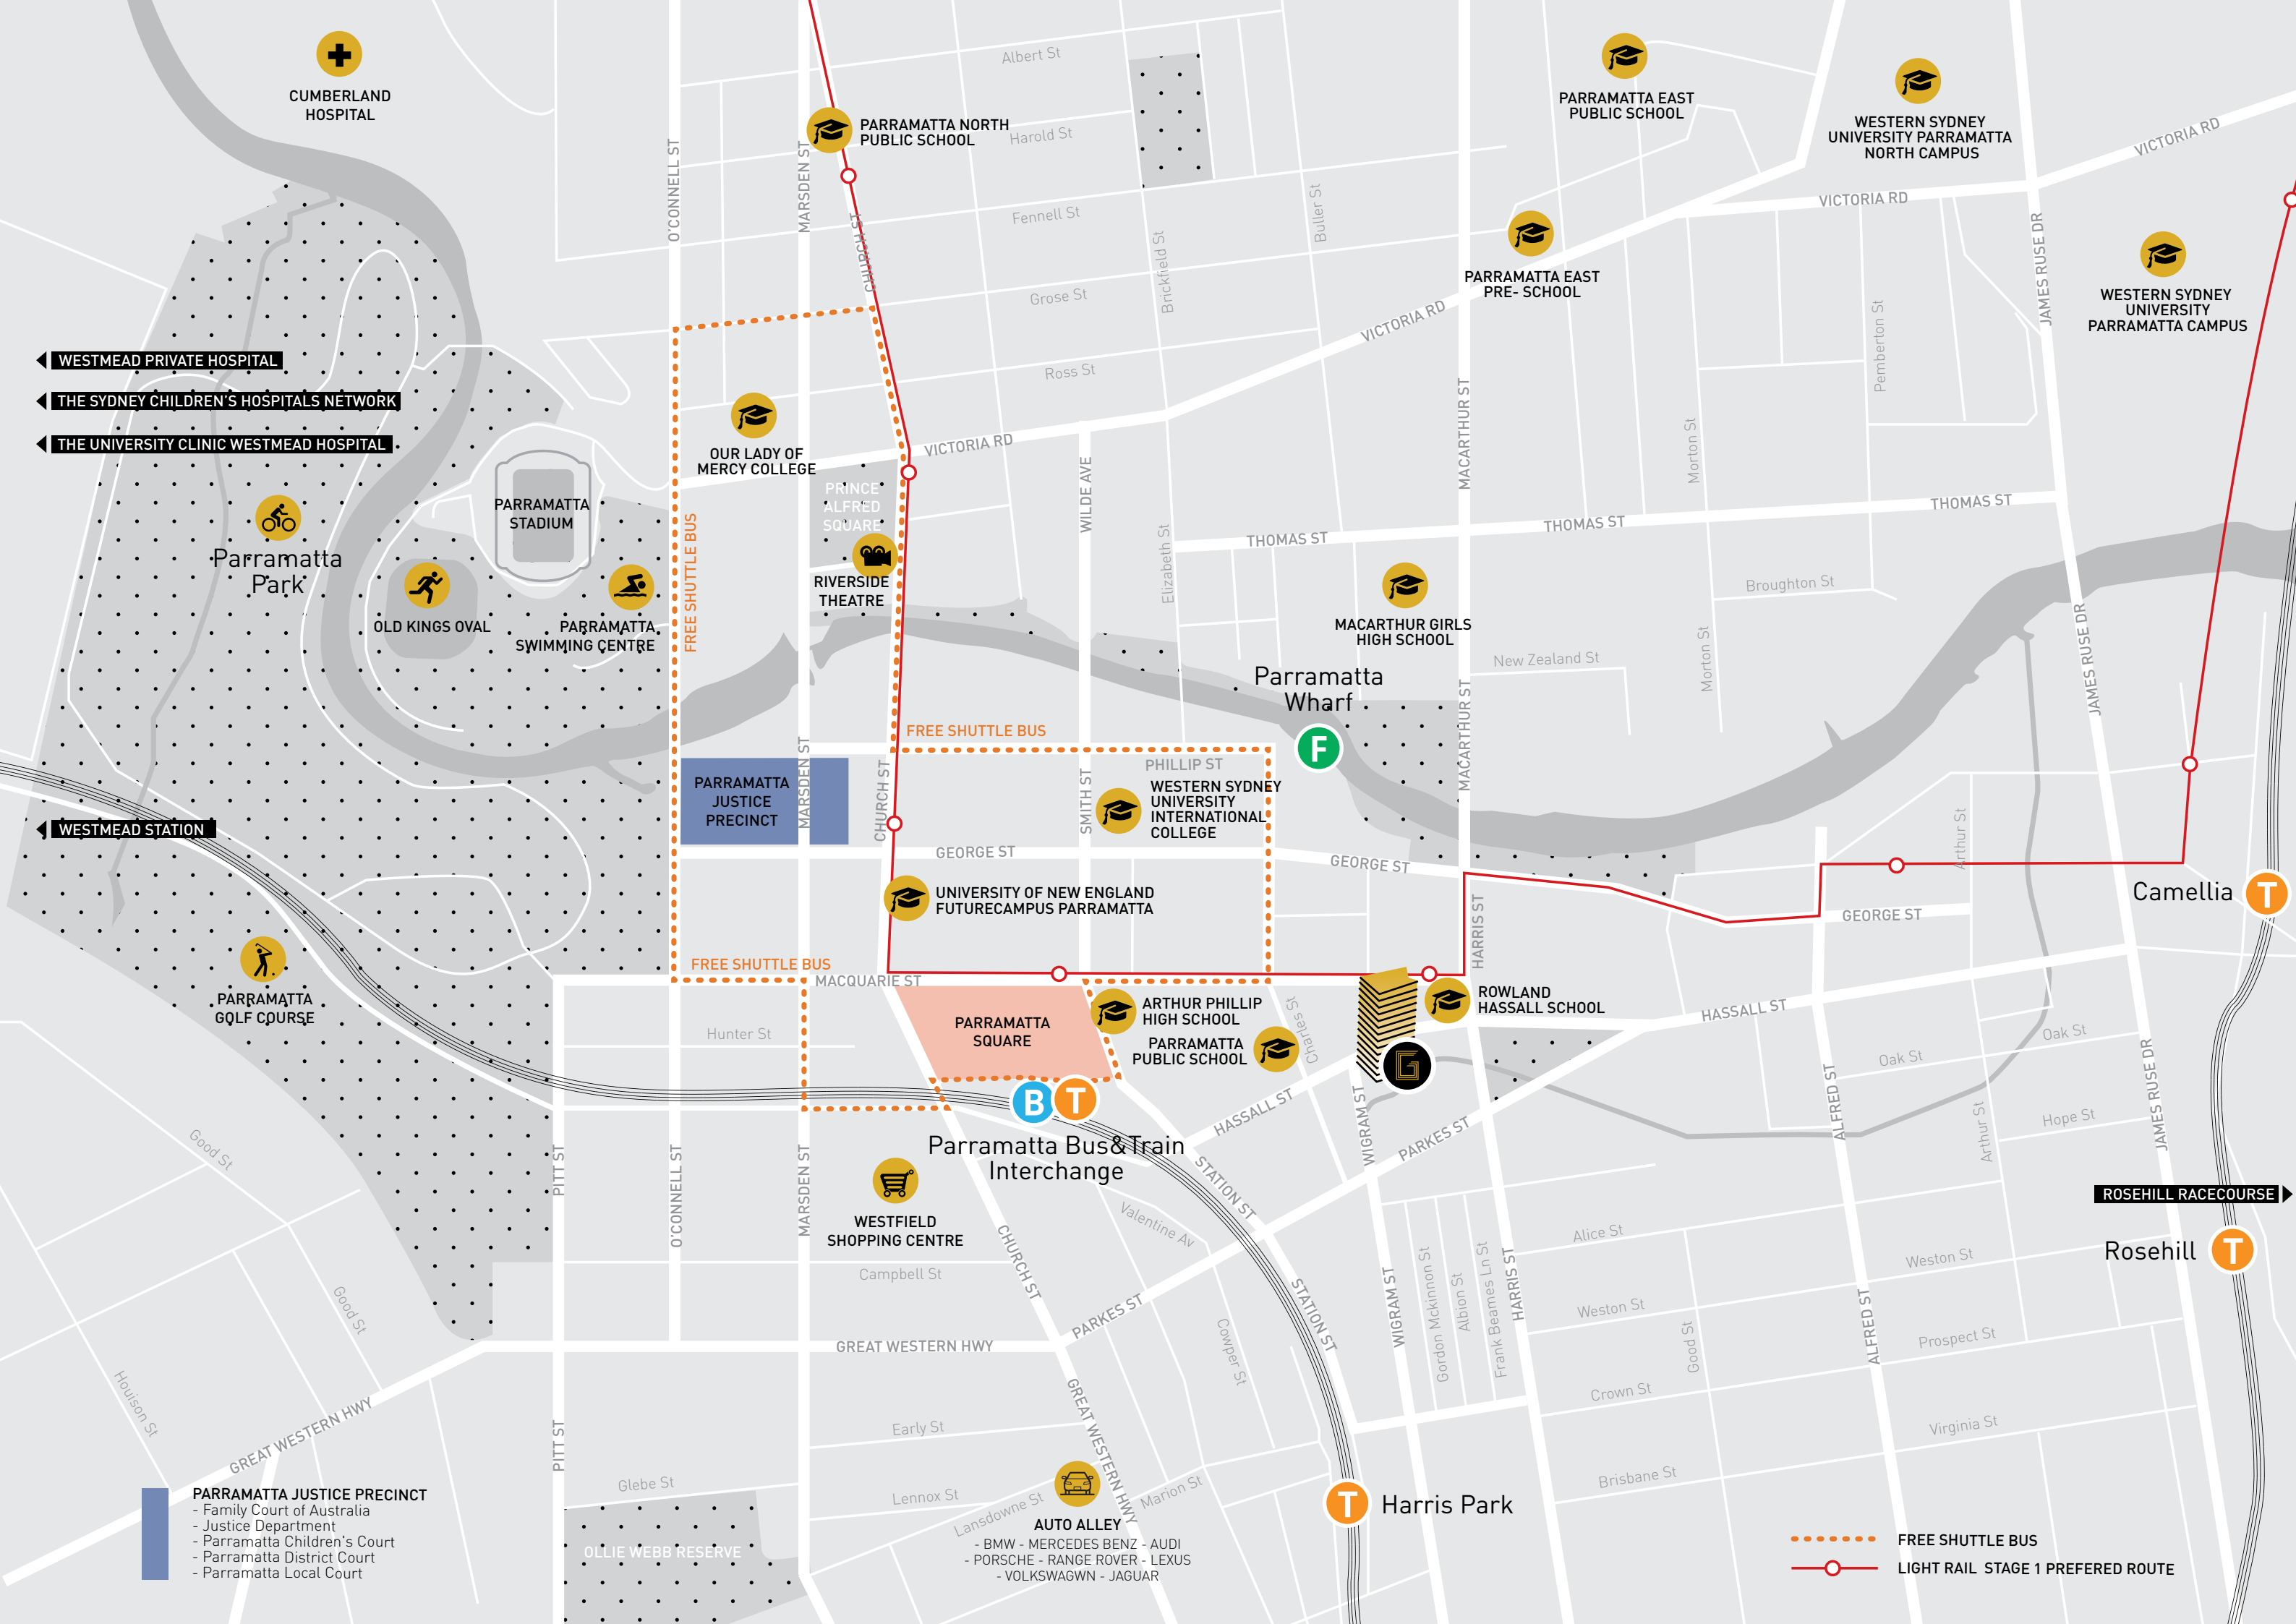 CUMBERLAND
HOSPITAL
Albert St
PARRAMATTA NORTH
PUBLIC SCHOOL
Harold St
PARRAMATTA EAST
PUBLIC SCHOOL
WESTERN SYDNEY
UNIVERSITY PARRAMATTA
NORTH CAMPUS
VICTORIA RD
O'CONNELL ST
MARSDEN ST
CHURCH ST
Fennell St
Buller St
VICTORIA RD
JAMES RUSE DR
Brickfield St
Grose St
PARRAMATTA EAST
PRE- SCHOOL
WESTERN SYDNEY
UNIVERSITY
PARRAMATTA CAMPUS
VICTORIA RD
Pemberton St
WESTMEAD PRIVATE HOSPITAL
THE SYDNEY CHILDREN'S HOSPITALS NETWORK
THE UNIVERSITY CLINIC WESTMEAD HOSPITAL
Ross St
OUR LADY OF
MERCY COLLEGE
VICTORIA RD
MACARTHUR ST
Morton St
PARRAMATTA
STADIUM
PRINCE
ALFRED
SQUARE
WILDE AVE
THOMAS ST
THOMAS ST
THOMAS ST
Parramatta
Park
FREE SHUTTLE BUS
RIVERSIDE
THEATRE
Elizabeth St
Broughton St
OLD KINGS OVAL
PARRAMATTA
SWIMMING CENTRE
MACARTHUR GIRLS
HIGH SCHOOL
New Zealand St
Morton St
JAMES RUSE DR
Parramatta
Wharf
F
MACARTHUR ST
FREE SHUTTLE BUS
PHILLIP ST
PARRAMATTA
JUSTICE
PRECINCT
MARSDEN ST
CHURCH ST
SMITH ST
WESTERN SYDNEY
UNIVERSITY
INTERNATIONAL
COLLEGE
WESTMEAD STATION
GEORGE ST
GEORGE ST
Arthur St
UNIVERSITY OF NEW ENGLAND
FUTURECAMPUS PARRAMATTA
HARRIS ST
GEORGE ST
Camellia
T
FREE SHUTTLE BUS
MACQUARIE ST
PARRAMATTA
GOLF COURSE
Hunter St
PARRAMATTA
SQUARE
ARTHUR PHILLIP
HIGH SCHOOL
PARRAMATTA
PUBLIC SCHOOL
Charles St
ROWLAND
HASSALL SCHOOL
HASSALL ST
Oak St
Oak St
G
B
T
Parramatta Bus&Train
Interchange
HASSALL ST
WIGRAM ST
PARKES ST
ALFRED ST
Arthur St
Hope St
JAMES RUSE DR
Good St
PITT ST
O'CONNELL ST
MARSDEN ST
WESTFIELD
SHOPPING CENTRE
STATION ST
Valentine Av
ROSEHILL RACECOURSE
Campbell St
CHURCH ST
Alice St
Weston St
Rosehill
T
Good St
PARKES ST
STATION ST
WIGRAM ST
Gordon Mckinnon St
Albion St
Frank Beames Ln St
HARRIS ST
Weston St
Good St
ALFRED ST
Prospect St
GREAT WESTERN HWY
Cowper St
Houison St
GREAT WESTERN HWY
PITT ST
GREAT WESTERN HWY
Crown St
Virginia St
Early St
Glebe St
Lennox St
Lansdowne St
Marion St
Brisbane St
T
Harris Park
OLLIE WEBB RESERVE
AUTO ALLEY
- BMW - MERCEDES BENZ - AUDI
- PORSCHE - RANGE ROVER - LEXUS
- VOLKSWAGWN - JAGUAR
PARRAMATTA JUSTICE PRECINCT
- Family Court of Australia
- Justice Department
- Parramatta Children's Court
- Parramatta District Court
- Parramatta Local Court
FREE SHUTTLE BUS
LIGHT RAIL STAGE 1 PREFERED ROUTE